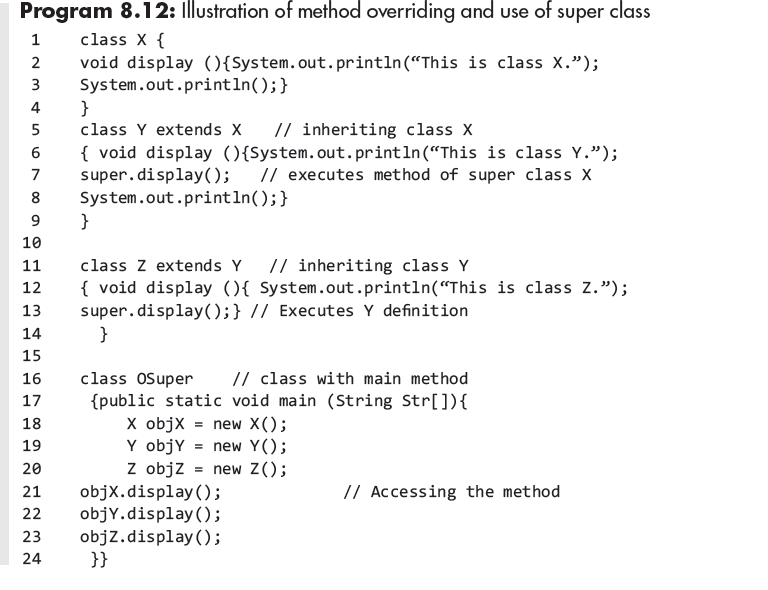 Program 8.12: Illustration of method overriding and use of super class
1 class X {
2 void display (){System.out.println(“This is class X.”);
3 System.out.println();}
4 }
5 class Y extends X // inheriting class X
6 { void display (){System.out.println(“This is class Y.”);
7 super.display(); // executes method of super class X
8 System.out.println();}
9 }
10
11 class Z extends Y // inheriting class Y
12 { void display (){ System.out.println(“This is class Z.”);
13 super.display();} // Executes Y definition
14 }
15
16 class OSuper // class with main method
17 {public static void main (String Str[]){
18 X objX = new X();
19 Y objY = new Y();
20 Z objZ = new Z();
21 objX.display(); // Accessing the method
22 objY.display();
23 objZ.display();
24 }}